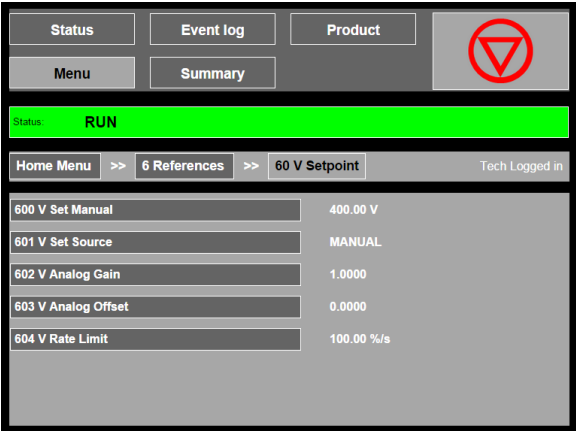 Status Event log Product
Menu Summary
Status: RUN
Home Menu >> 6 References >> 60 V Setpoint Tech Logged in
600 V Set Manual 400.00 V
601 V Set Source MANUAL
602 V Analog Gain 1.0000
603 V Analog Offset 0.0000
604 V Rate Limit 100.00 %/s